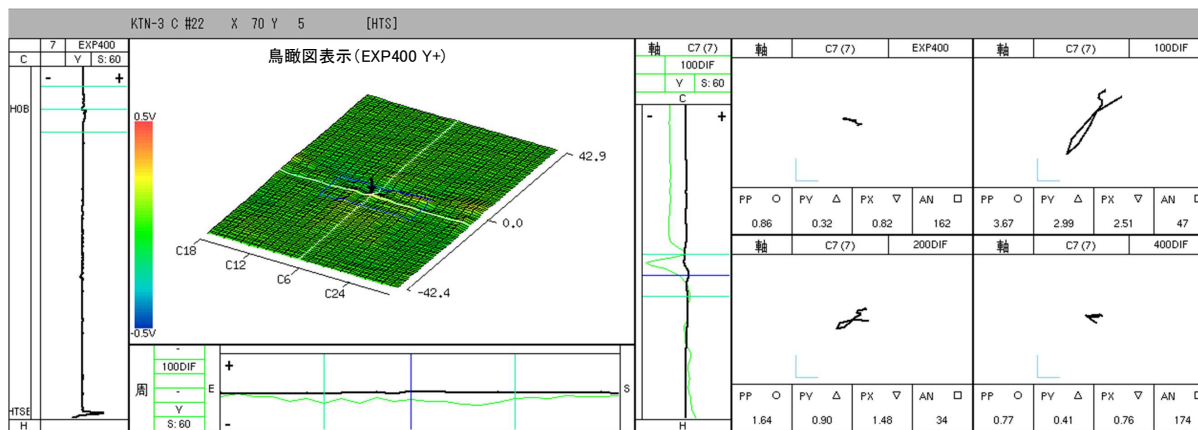 KTN-3 C #22 X 70 Y 5 [HTS]
7 EXP400
C Y S:60
- +
HOB
HTSE
H
鳥瞰図表示(EXP400 Y+)
0.5V
-0.5V
42.9
0.0
-42.4
C18
C12
C6
C24
周
-
100DIF
-
Y
S:60
+
-
E
S
軸 C7(7)
100DIF
Y S:60
C
- +
H
軸 C7(7) EXP400
PP ○ PY △ PX ▽ AN □
0.86 0.32 0.82 162
軸 C7(7) 100DIF
PP ○ PY △ PX ▽ AN □
3.67 2.99 2.51 47
軸 C7(7) 200DIF
PP ○ PY △ PX ▽ AN □
1.64 0.90 1.48 34
軸 C7(7) 400DIF
PP ○ PY △ PX ▽ AN □
0.77 0.41 0.76 174